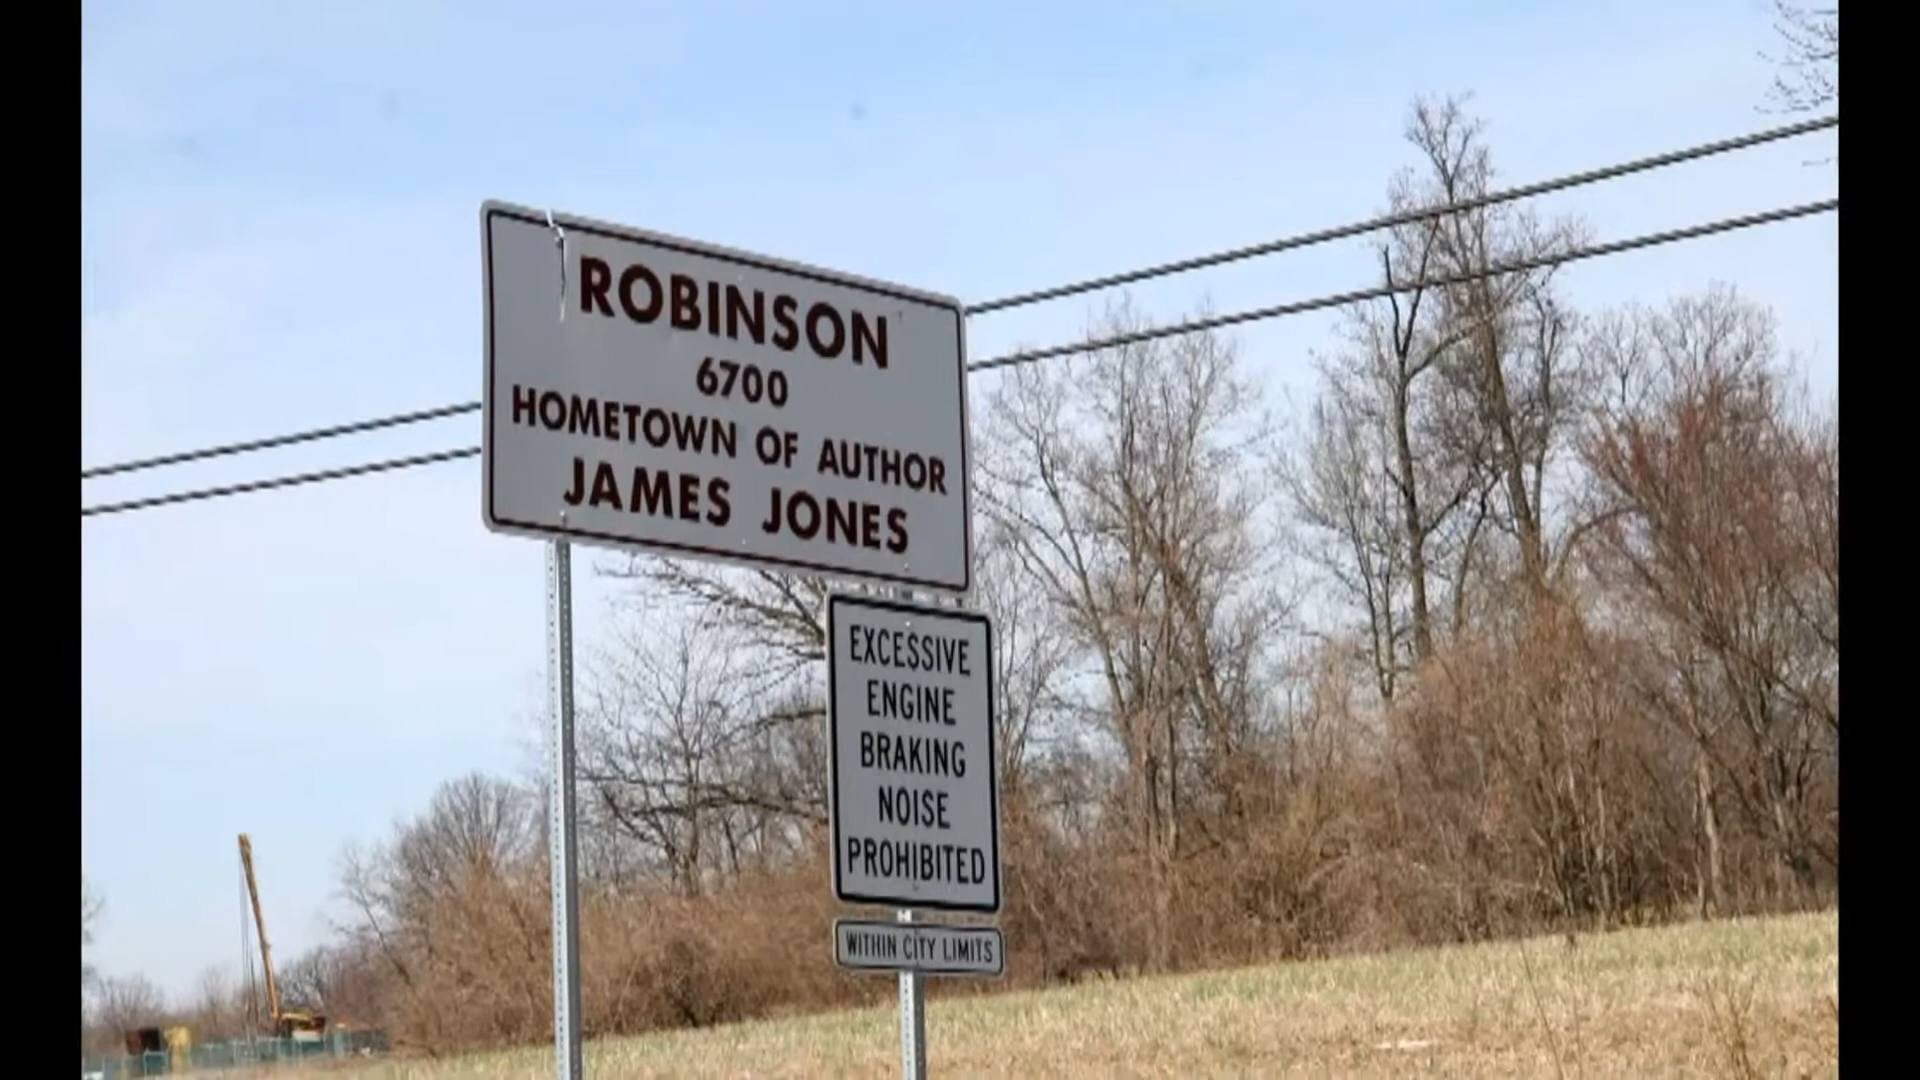 ROBINSON
6700
HOMETOWN OF AUTHOR
JAMES JONES
EXCESSIVE
ENGINE
BRAKING
NOISE
PROHIBITED
WITHIN CITY LIMITS